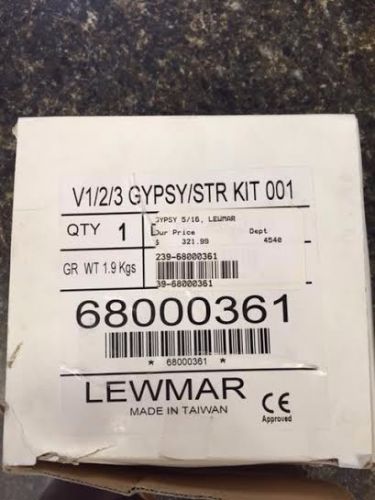 V1/2/3 GYPSY/STR KIT 001
QTY 1
GYPSY 5/16, LEWMAR
Our Price Dept
$ 321.99 4540
239-68000361
39-68000361
GR WT 1.9 Kgs
68000361
* 68000361 *
LEWMAR
MADE IN TAIWAN
CE
Approved